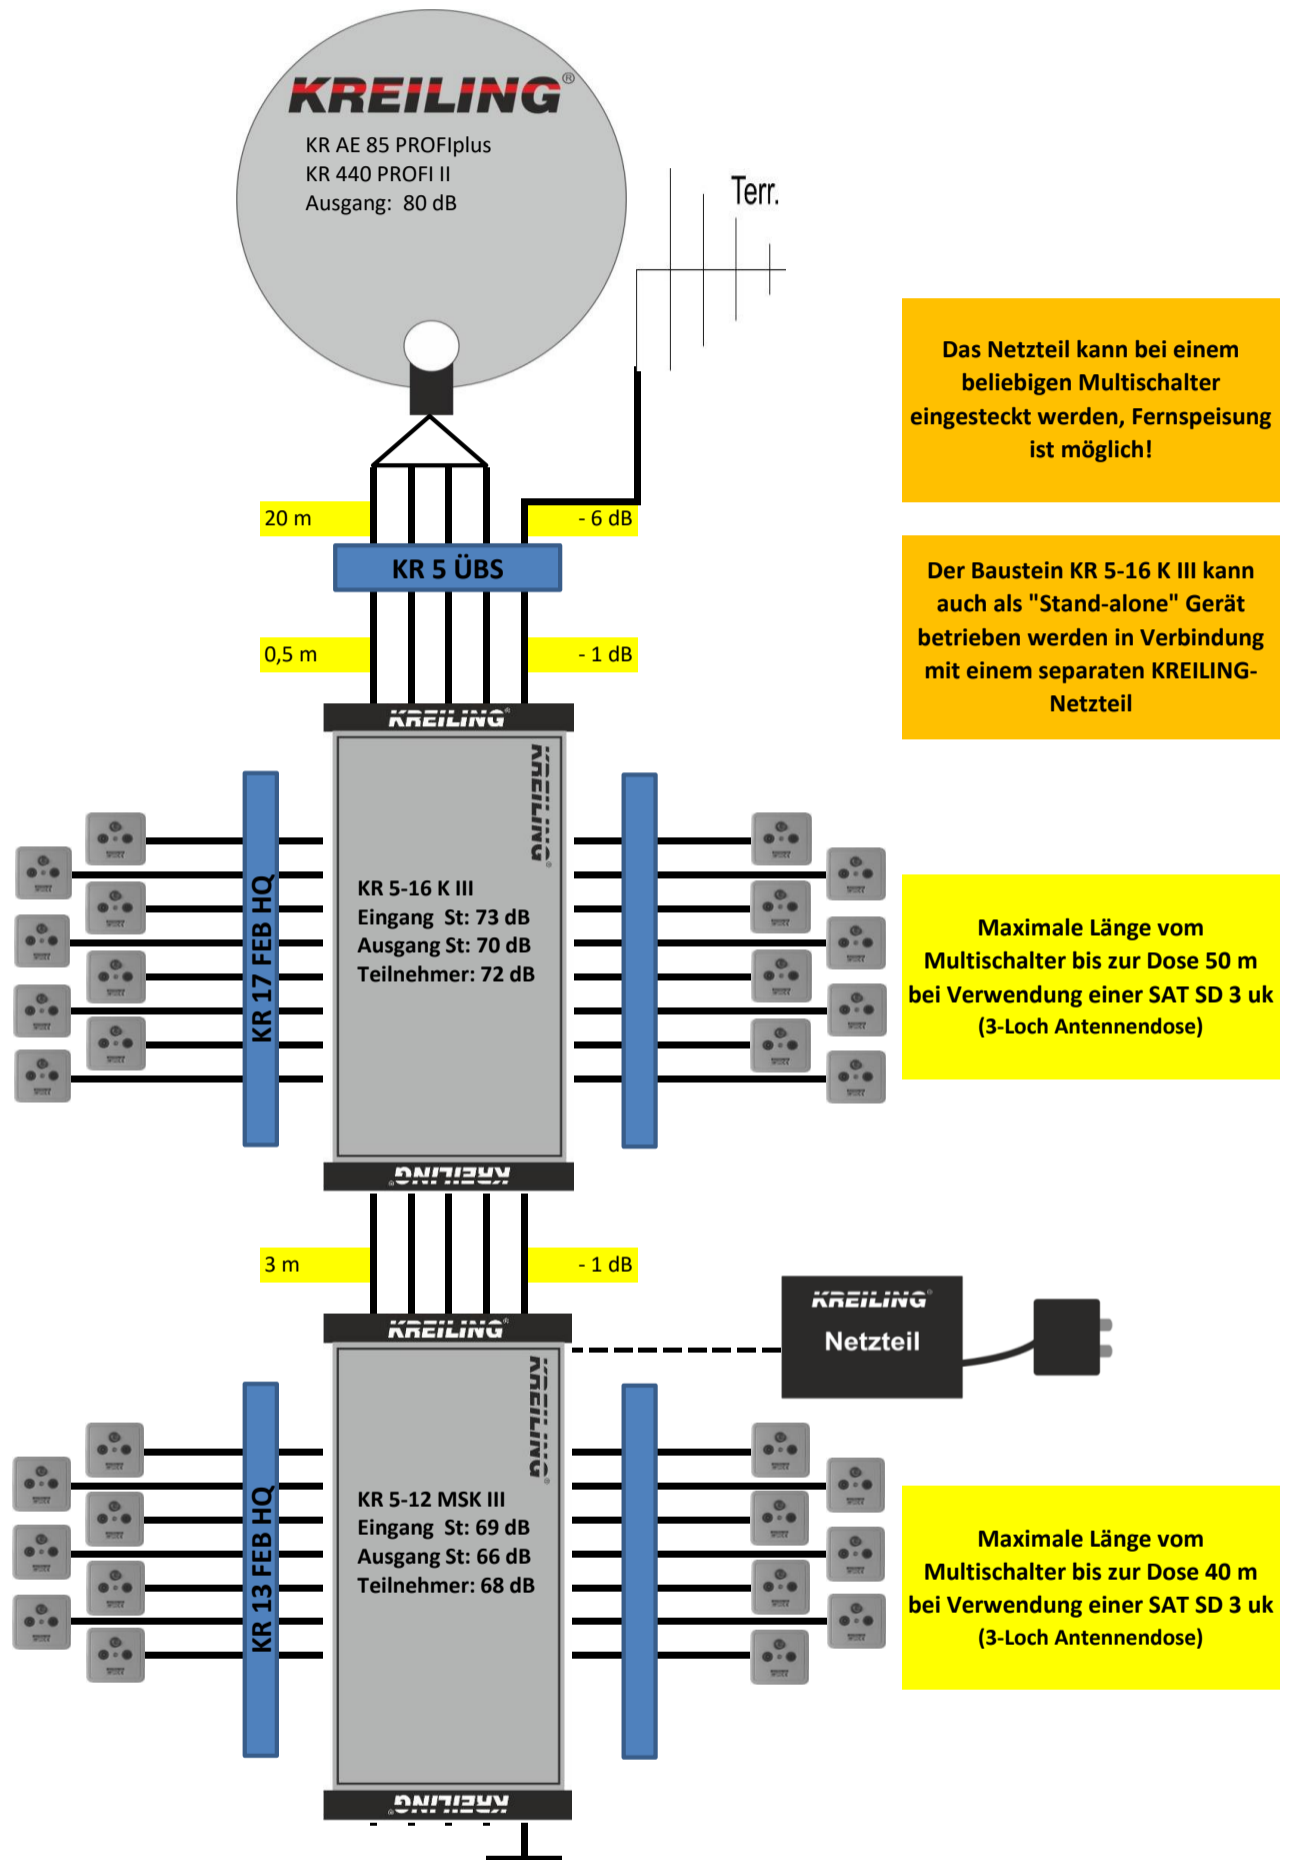 KREILING®
KR AE 85 PROFIplus
KR 440 PROFI II
Ausgang: 80 dB
Terr.
Das Netzteil kann bei einem
beliebigen Multischalter
eingesteckt werden, Fernspeisung
ist möglich!
20 m
- 6 dB
KR 5 ÜBS
Der Baustein KR 5-16 K III kann
auch als "Stand-alone" Gerät
betrieben werden in Verbindung
mit einem separaten KREILING-
Netzteil
0,5 m
- 1 dB
KREILING®
KREILING®
KR 17 FEB HQ
KR 5-16 K III
Eingang St: 73 dB
Ausgang St: 70 dB
Teilnehmer: 72 dB
Maximale Länge vom
Multischalter bis zur Dose 50 m
bei Verwendung einer SAT SD 3 uk
(3-Loch Antennendose)
KREILING®
3 m
- 1 dB
KREILING®
Netzteil
KREILING®
KREILING®
KR 13 FEB HQ
KR 5-12 MSK III
Eingang St: 69 dB
Ausgang St: 66 dB
Teilnehmer: 68 dB
Maximale Länge vom
Multischalter bis zur Dose 40 m
bei Verwendung einer SAT SD 3 uk
(3-Loch Antennendose)
KREILING®